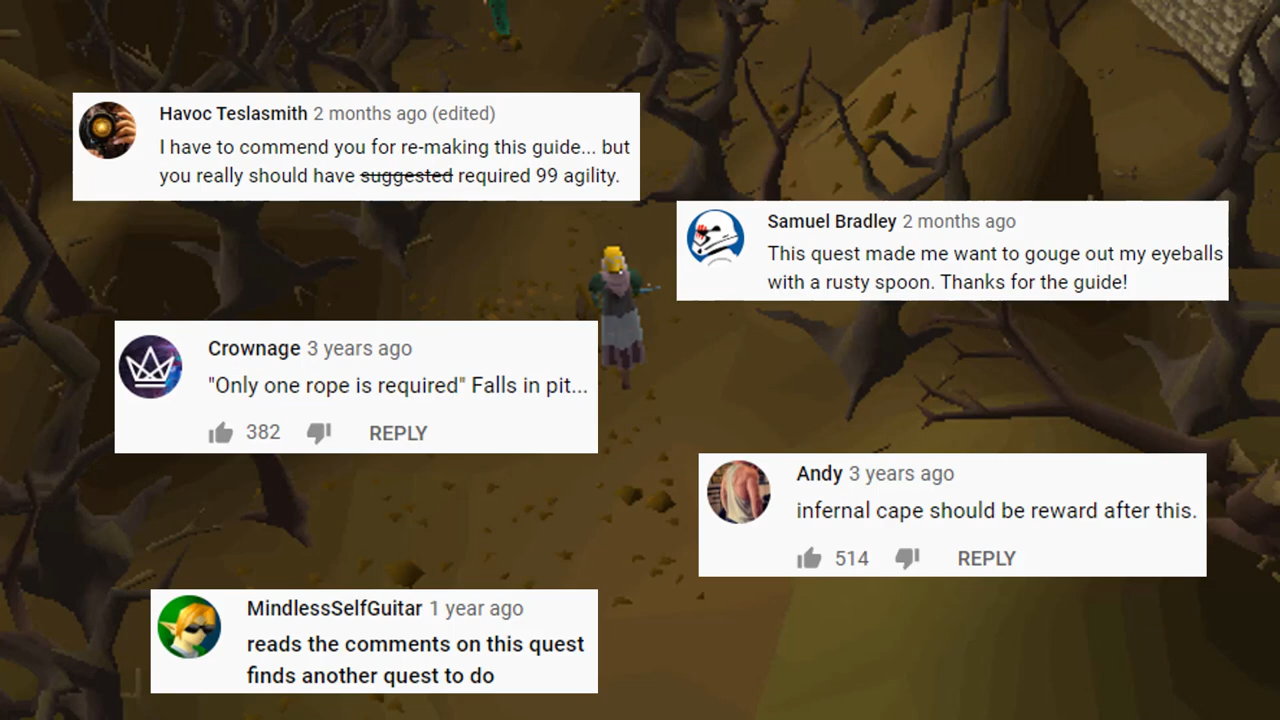 Havoc Teslasmith 2 months ago (edited)
I have to commend you for re-making this guide... but
you really should have suggested required 99 agility.
Samuel Bradley 2 months ago
This quest made me want to gouge out my eyeballs
with a rusty spoon. Thanks for the guide!
Crownage 3 years ago
"Only one rope is required" Falls in pit...
382 REPLY
Andy 3 years ago
infernal cape should be reward after this.
514 REPLY
MindlessSelfGuitar 1 year ago
reads the comments on this quest
finds another quest to do